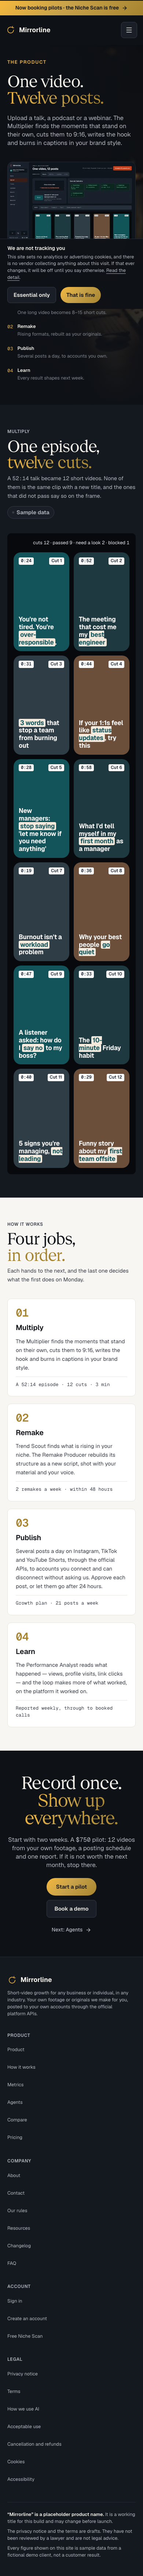 Now booking pilots · the Niche Scan is free →
Mirrorline
THE PRODUCT
One video.
Twelve posts.
Upload a talk, a podcast or a webinar. The
Multiplier finds the moments that stand on
their own, cuts them to 9:16, writes the hook
and burns in captions in your brand style.
We are not tracking you
This site sets no analytics or advertising cookies, and it
sends no vendor anything about this visit. If that ever
changes, it will be off until you say otherwise. Read the
detail.
Essential only
That is fine
One long video becomes 8–15 short cuts.
02 Remake
Rising formats, rebuilt as your originals.
03 Publish
Several posts a day, to accounts you own.
04 Learn
Every result shapes next week.
MULTIPLY
One episode,
twelve cuts.
A 52:14 talk became 12 short videos. None of
them is the same clip with a new title, and the ones
that did not pass say so on the frame.
Sample data
cuts 12 · passed 9 · need a look 2 · blocked 1
0:24 Cut 1
You're not
tired. You're
over-
responsible.
0:52 Cut 2
The meeting
that cost me
my best
engineer
0:31 Cut 3
3 words that
stop a team
from burning
out
0:44 Cut 4
If your 1:1s feel
like status
updates, try
this
0:28 Cut 5
New
managers:
stop saying
'let me know if
you need
anything'
0:58 Cut 6
What I'd tell
myself in my
first month as
a manager
0:19 Cut 7
Burnout isn't a
workload
problem
0:36 Cut 8
Why your best
people go
quiet
0:47 Cut 9
A listener
asked: how do
I say no to my
boss?
0:33 Cut 10
The 10-
minute Friday
habit
0:40 Cut 11
5 signs you're
managing, not
leading
0:29 Cut 12
Funny story
about my first
team offsite
HOW IT WORKS
Four jobs,
in order.
Each hands to the next, and the last one decides
what the first does on Monday.
01
Multiply
The Multiplier finds the moments that stand
on their own, cuts them to 9:16, writes the
hook and burns in captions in your brand
style.
A 52:14 episode · 12 cuts · 3 min
02
Remake
Trend Scout finds what is rising in your
niche. The Remake Producer rebuilds its
structure as a new script, shot with your
material and your voice.
2 remakes a week · within 48 hours
03
Publish
Several posts a day on Instagram, TikTok
and YouTube Shorts, through the official
APIs, to accounts you connect and can
disconnect without asking us. Approve each
post, or let them go after 24 hours.
Growth plan · 21 posts a week
04
Learn
The Performance Analyst reads what
happened — views, profile visits, link clicks
— and the loop makes more of what worked,
on the platform it worked on.
Reported weekly, through to booked
calls
Record once.
Show up
everywhere.
Start with two weeks. A $758 pilot: 12 videos
from your own footage, a posting schedule
and one report. If it is not worth the next
month, stop there.
Start a pilot
Book a demo
Next: Agents →
Mirrorline
Short-video growth for any business or individual, in any
industry. Your own footage or originals we make for you,
posted to your own accounts through the official
platform APIs.
PRODUCT
Product
How it works
Metrics
Agents
Compare
Pricing
COMPANY
About
Contact
Our rules
Resources
Changelog
FAQ
ACCOUNT
Sign in
Create an account
Free Niche Scan
LEGAL
Privacy notice
Terms
How we use AI
Acceptable use
Cancellation and refunds
Cookies
Accessibility
"Mirrorline" is a placeholder product name. It is a working
title for this build and may change before launch.
The privacy notice and the terms are drafts. They have not
been reviewed by a lawyer and are not legal advice.
Every figure shown on this site is sample data from a
fictional demo client, not a customer result.